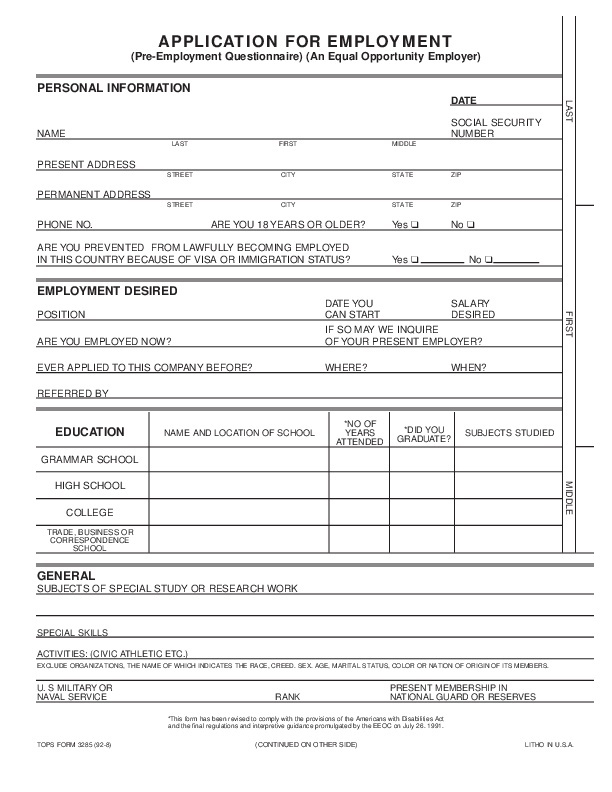 APPLICATION FOR EMPLOYMENT
(Pre-Employment Questionnaire) (An Equal Opportunity Employer)
PERSONAL INFORMATION
DATE
SOCIAL SECURITY
NAME NUMBER
LAST FIRST MIDDLE
PRESENT ADDRESS
STREET CITY STATE ZIP
PERMANENT ADDRESS
STREET CITY STATE ZIP
PHONE NO. ARE YOU 18 YEARS OR OLDER? Yes ❏ No ❏
ARE YOU PREVENTED FROM LAWFULLY BECOMING EMPLOYED
IN THIS COUNTRY BECAUSE OF VISA OR IMMIGRATION STATUS? Yes ❏ No ❏
EMPLOYMENT DESIRED
DATE YOU SALARY
POSITION CAN START DESIRED
IF SO MAY WE INQUIRE
ARE YOU EMPLOYED NOW? OF YOUR PRESENT EMPLOYER?
EVER APPLIED TO THIS COMPANY BEFORE? WHERE? WHEN?
REFERRED BY
EDUCATION
NAME AND LOCATION OF SCHOOL
*NO OF
YEARS
ATTENDED
*DID YOU
GRADUATE?
SUBJECTS STUDIED
GRAMMAR SCHOOL
HIGH SCHOOL
COLLEGE
TRADE, BUSINESS OR
CORRESPONDENCE
SCHOOL
LAST
FIRST
MIDDLE
GENERAL
SUBJECTS OF SPECIAL STUDY OR RESEARCH WORK
SPECIAL SKILLS
ACTIVITIES: (CIVIC ATHLETIC ETC.)
EXCLUDE ORGANIZATIONS, THE NAME OF WHICH INDICATES THE RACE, CREED. SEX. AGE, MARITAL STATUS, COLOR OR NATION OF ORIGIN OF ITS MEMBERS.
U. S MILITARY OR PRESENT MEMBERSHIP IN
NAVAL SERVICE RANK NATIONAL GUARD OR RESERVES
*This form has been revised to comply with the provisions of the Americans with Disabilities Act
and the final regulations and interpretive guidance promulgated by the EEOC on July 26. 1991.
TOPS FORM 3285 (92-8) (CONTINUED ON OTHER SIDE) LITHO IN U.S.A.